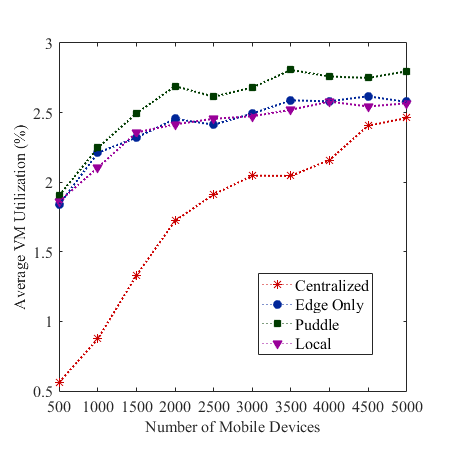 3
2.5
2
1.5
1
0.5
Average VM Utilization (%)
Centralized
Edge Only
Puddle
Local
500 1000 1500 2000 2500 3000 3500 4000 4500 5000
Number of Mobile Devices